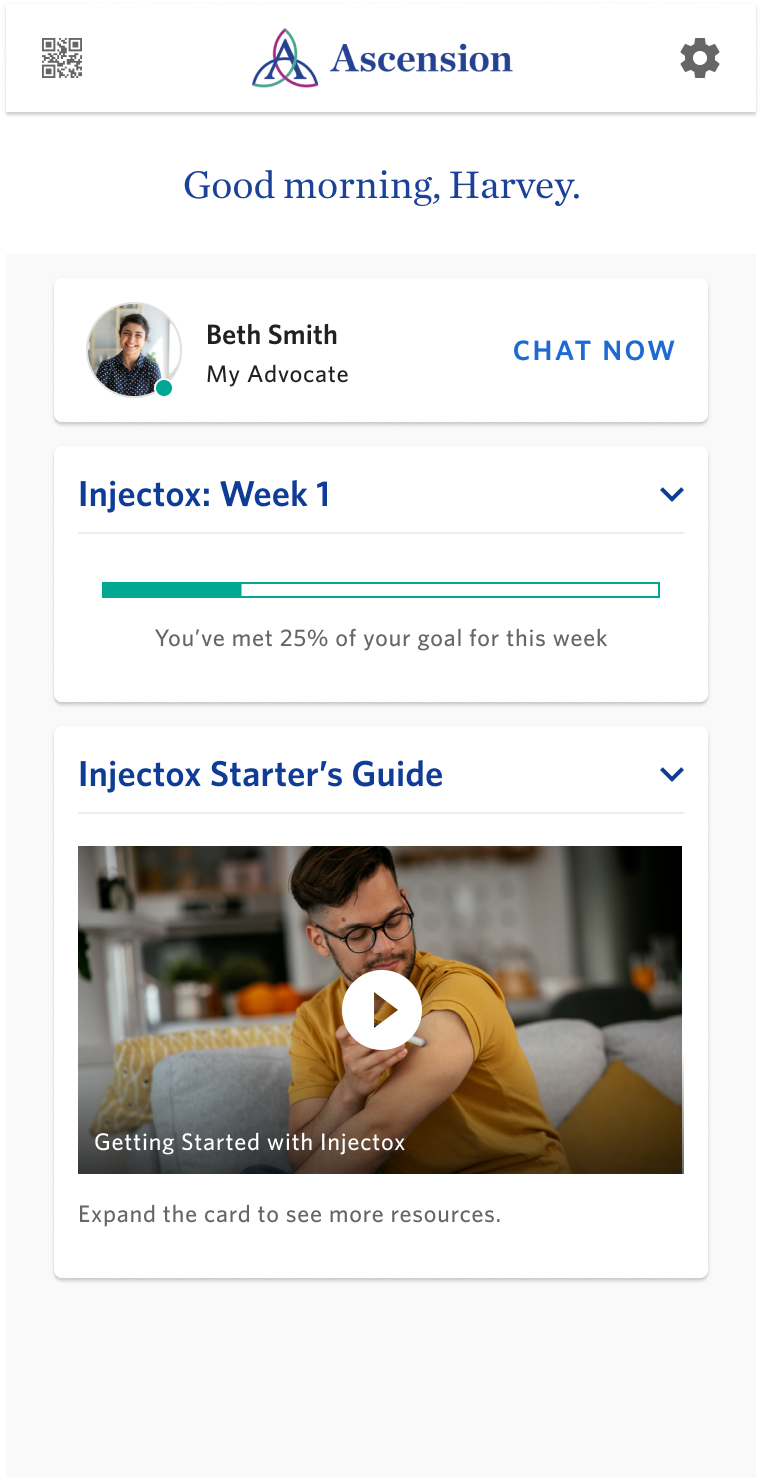 Ascension
Good morning, Harvey.
Beth Smith
My Advocate
CHAT NOW
Injectox: Week 1
You’ve met 25% of your goal for this week
Injectox Starter’s Guide
Getting Started with Injectox
Expand the card to see more resources.